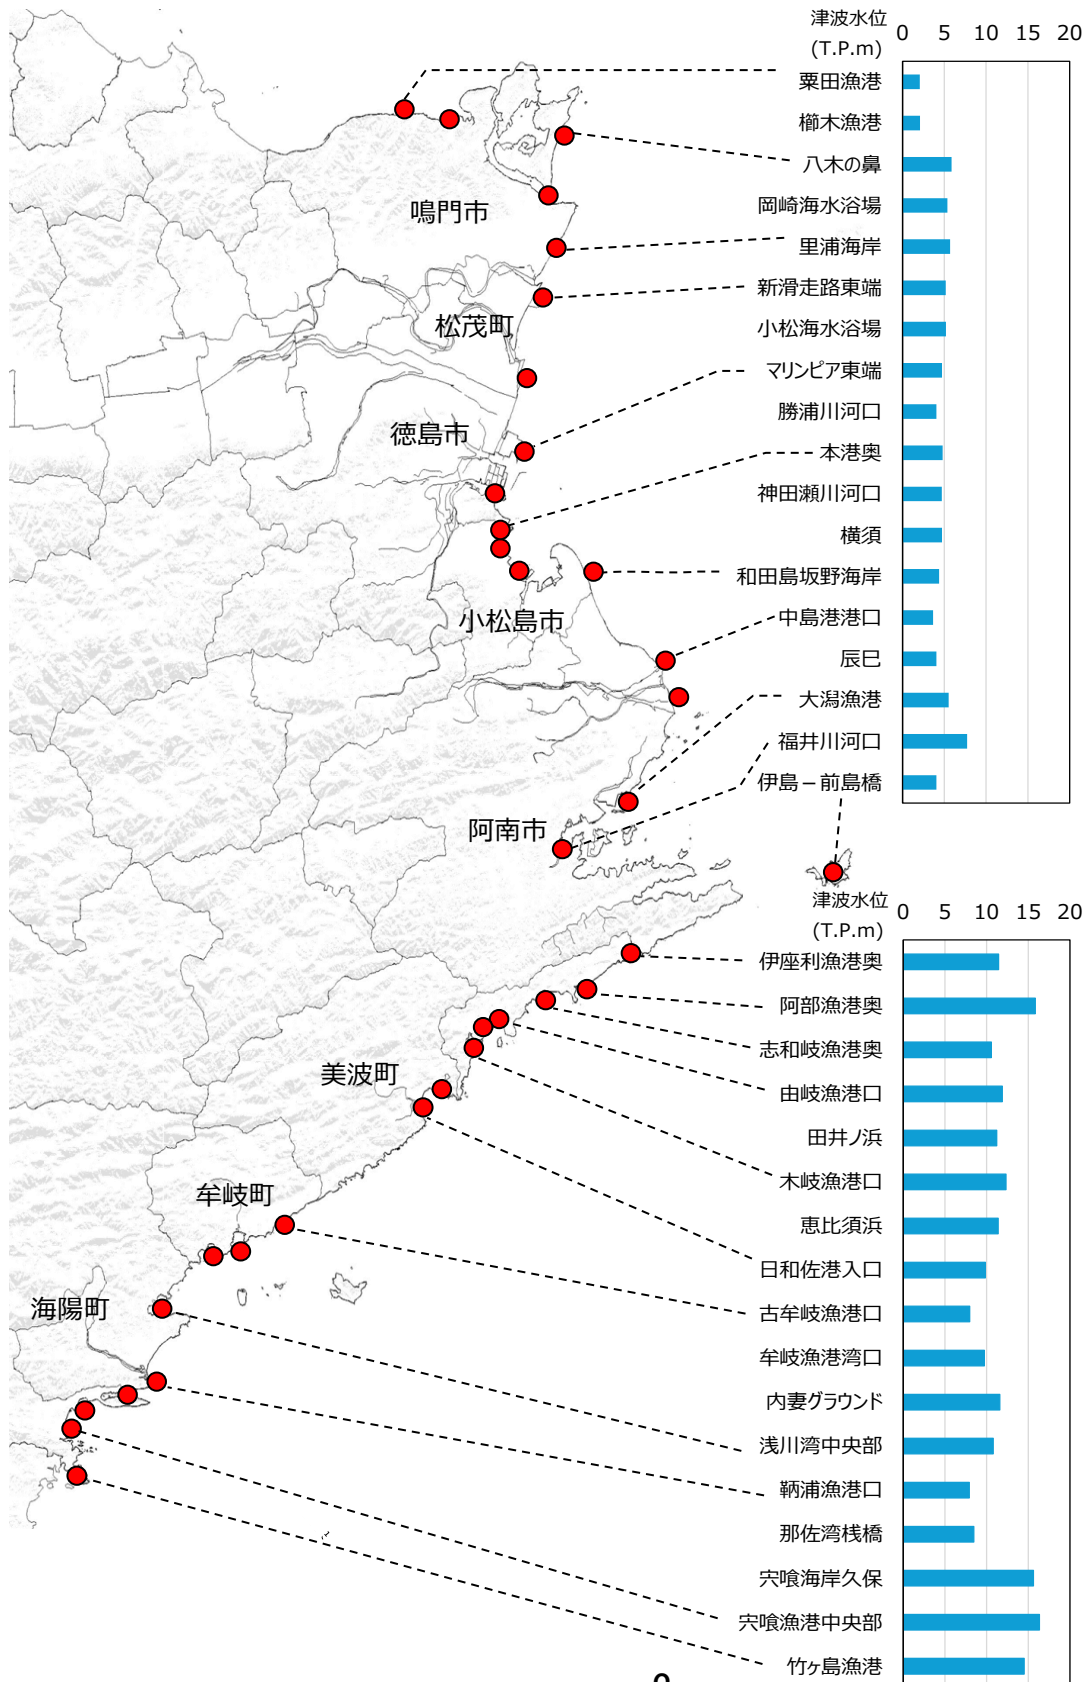 津波水位
(T.P.m)
0 5 10 15 20
粟田漁港
櫛木漁港
八木の鼻
岡崎海水浴場
里浦海岸
新滑走路東端
小松海水浴場
マリンピア東端
勝浦川河口
本港奥
神田瀬川河口
横須
和田島坂野海岸
中島港港口
辰巳
大潟漁港
福井川河口
伊島－前島橋
鳴門市
松茂町
徳島市
小松島市
阿南市
美波町
牟岐町
海陽町
津波水位
(T.P.m)
0 5 10 15 20
伊座利漁港奥
阿部漁港奥
志和岐漁港奥
由岐漁港口
田井ノ浜
木岐漁港口
恵比須浜
日和佐港入口
古牟岐漁港口
牟岐漁港湾口
内妻グラウンド
浅川湾中央部
鞆浦漁港口
那佐湾桟橋
宍喰海岸久保
宍喰漁港中央部
竹ヶ島漁港